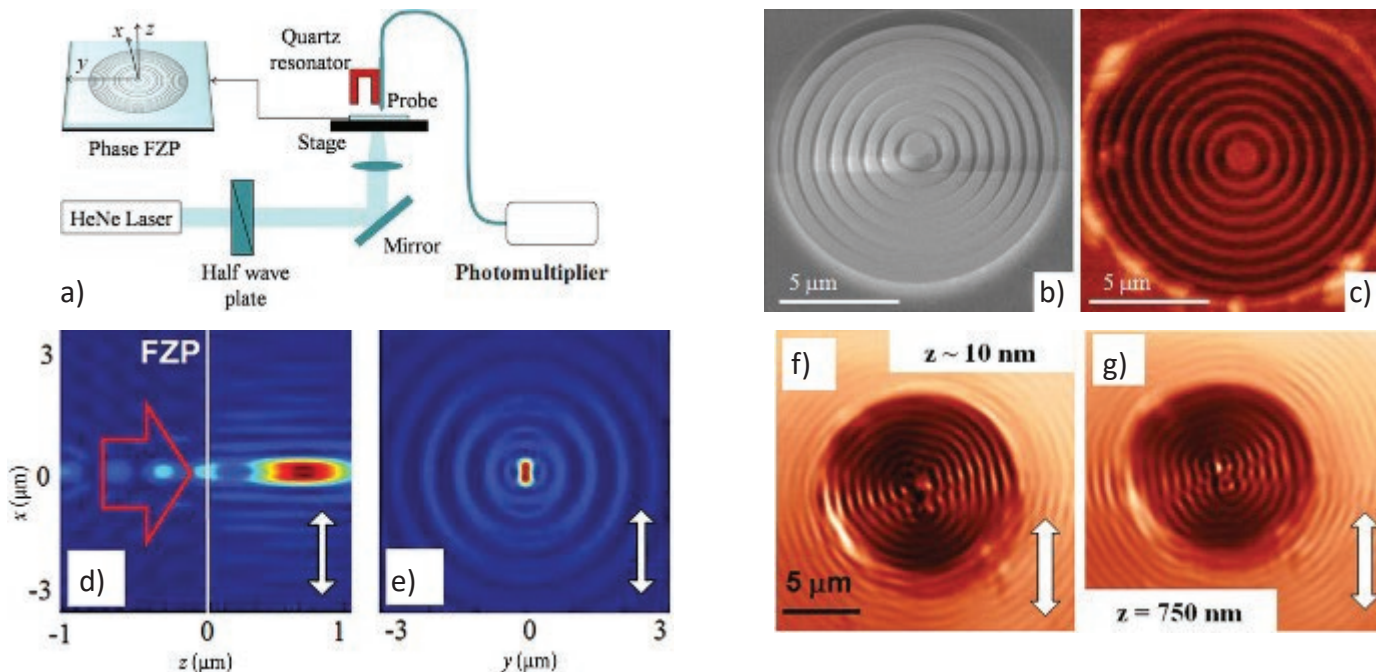 x
z
y
Phase FZP
Quartz
resonator
Probe
Stage
HeNe Laser
Half wave
plate
Mirror
Photomultiplier
a)
5 μm
b)
5 μm
c)
FZP
3
0
-3
x (μm)
d)
-1
0
1
z (μm)
e)
-3
0
3
y (μm)
f)
z ~ 10 nm
5 μm
g)
z = 750 nm